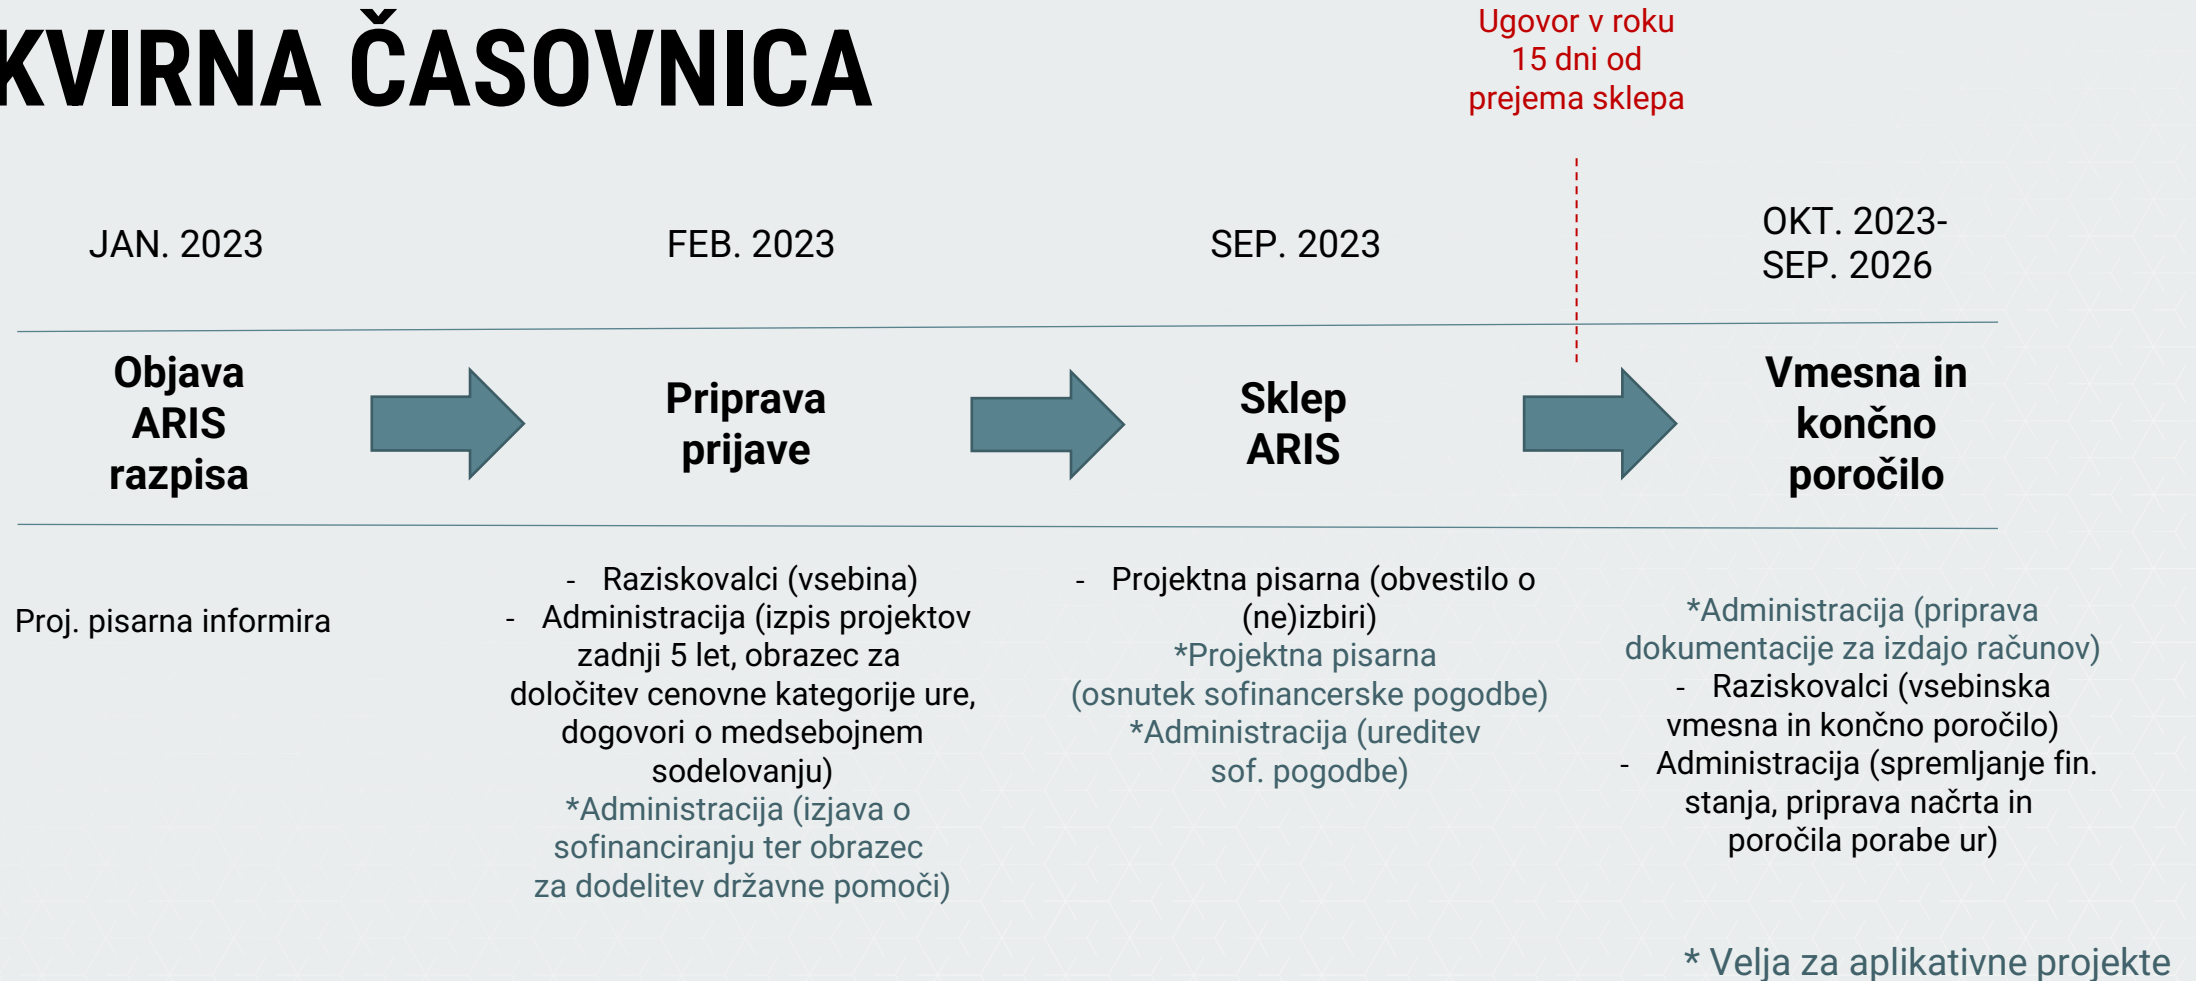 KVIRNA ČASOVNICA
Ugovor v roku
15 dni od
prejema sklepa
JAN. 2023
FEB. 2023
SEP. 2023
OKT. 2023-
SEP. 2026
Objava
ARIS
razpisa
Priprava
prijave
Sklep
ARIS
Vmesna in
končno
poročilo
Proj. pisarna informira
- Raziskovalci (vsebina)
- Administracija (izpis projektov
zadnji 5 let, obrazec za
določitev cenovne kategorije ure,
dogovori o medsebojnem
sodelovanju)
*Administracija (izjava o
sofinanciranju ter obrazec
za dodelitev državne pomoči)
- Projektna pisarna (obvestilo o
(ne)izbiri)
*Projektna pisarna
(osnutek sofinancerske pogodbe)
*Administracija (ureditev
sof. pogodbe)
*Administracija (priprava
dokumentacije za izdajo računov)
- Raziskovalci (vsebinska
vmesna in končno poročilo)
- Administracija (spremljanje fin.
stanja, priprava načrta in
poročila porabe ur)
* Velja za aplikativne projekte